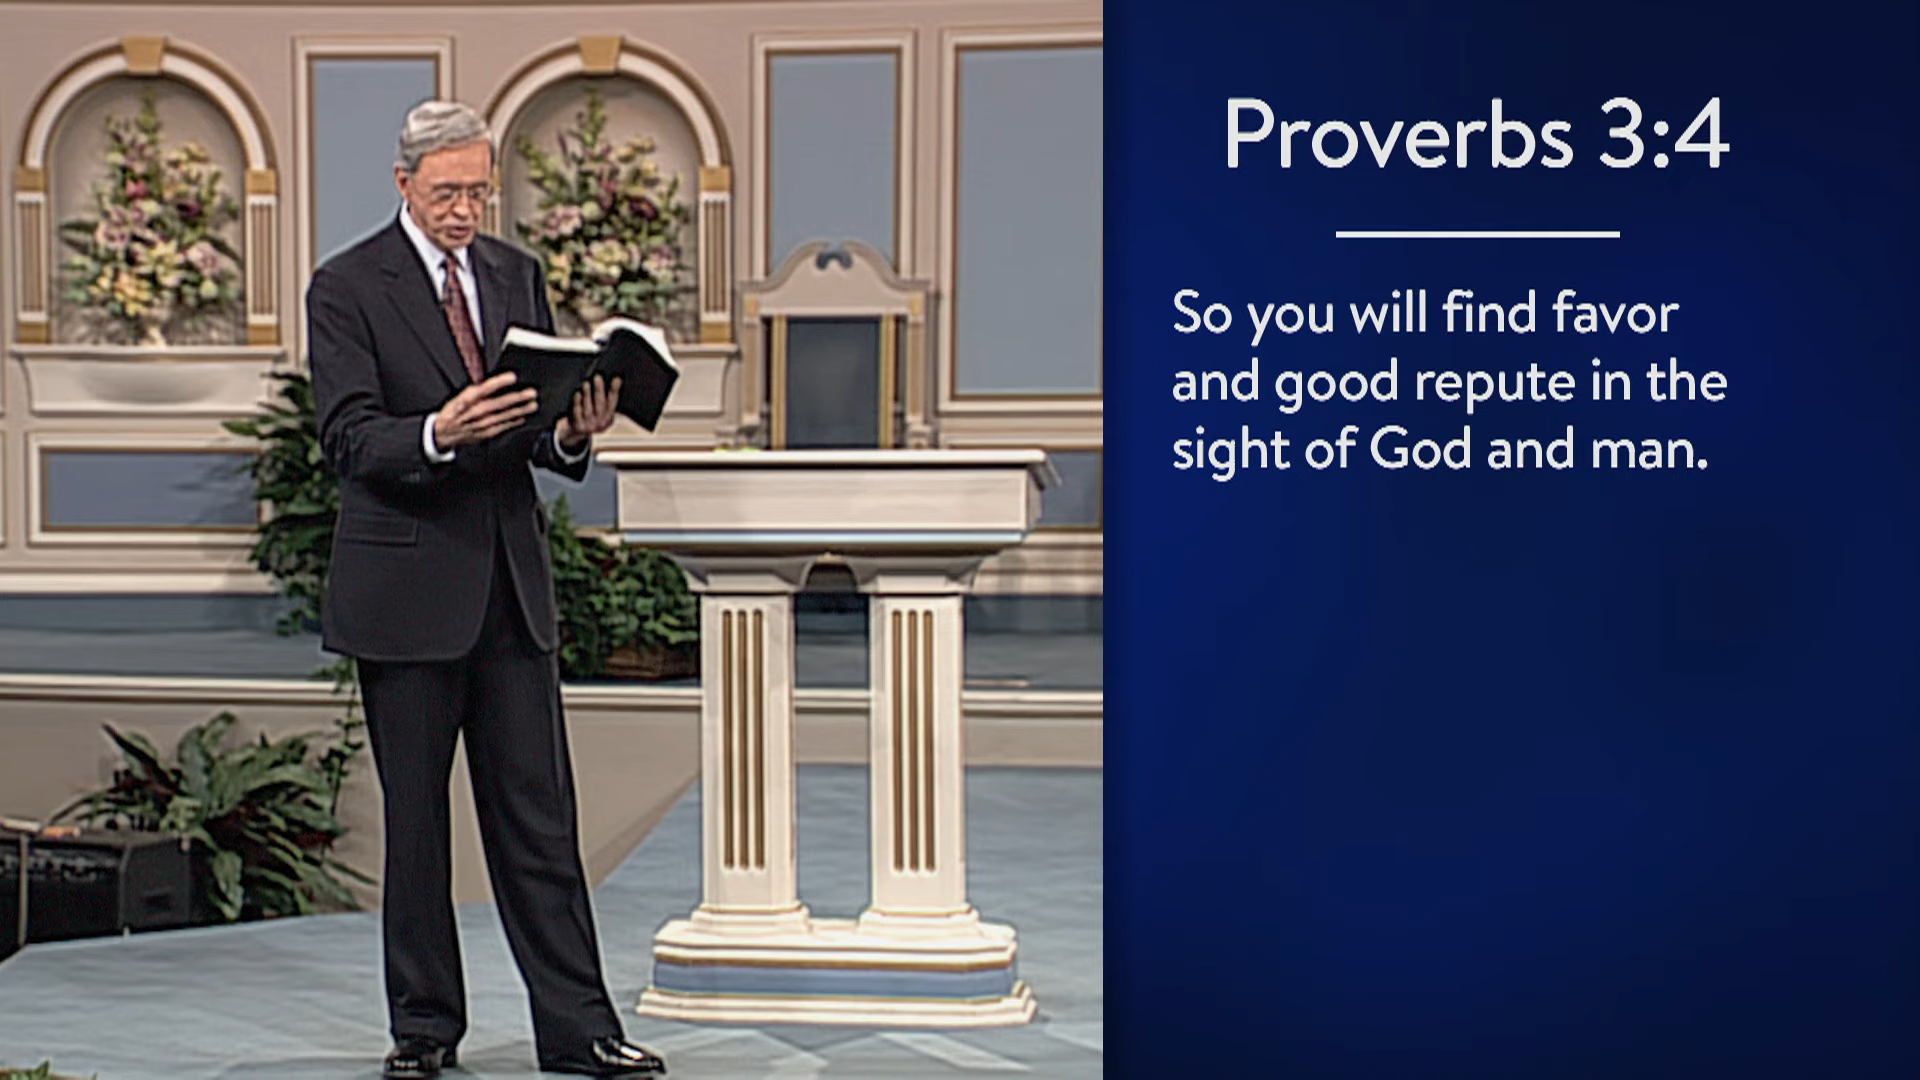 Proverbs 3:4
So you will find favor
and good repute in the
sight of God and man.